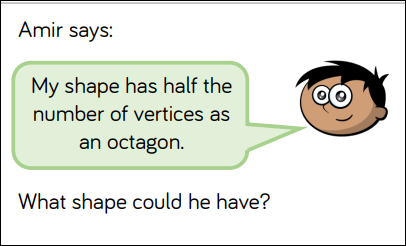 Amir says:
My shape has half the
number of vertices as
an octagon.
What shape could he have?